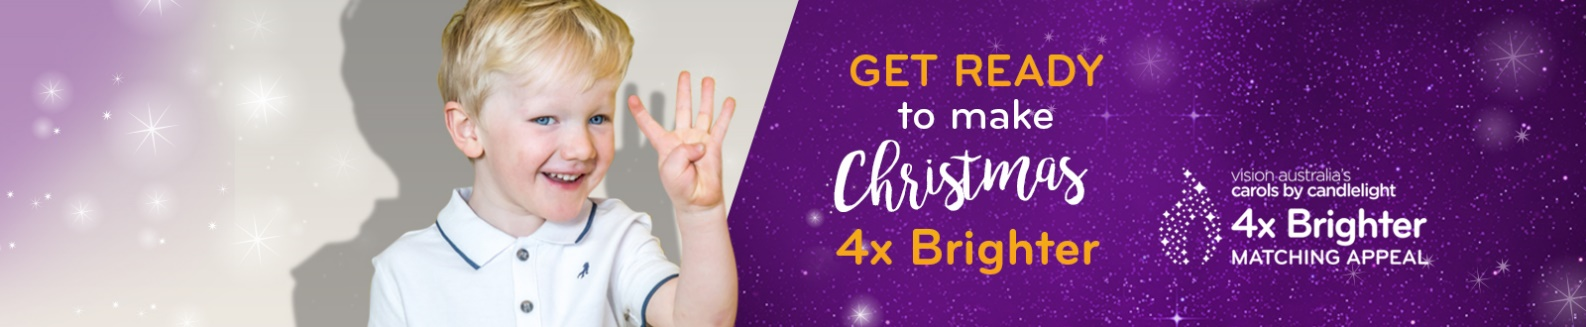 GET READY
to make
Christmas
4x Brighter
vision australia's
carols by candlelight
4x Brighter
MATCHING APPEAL